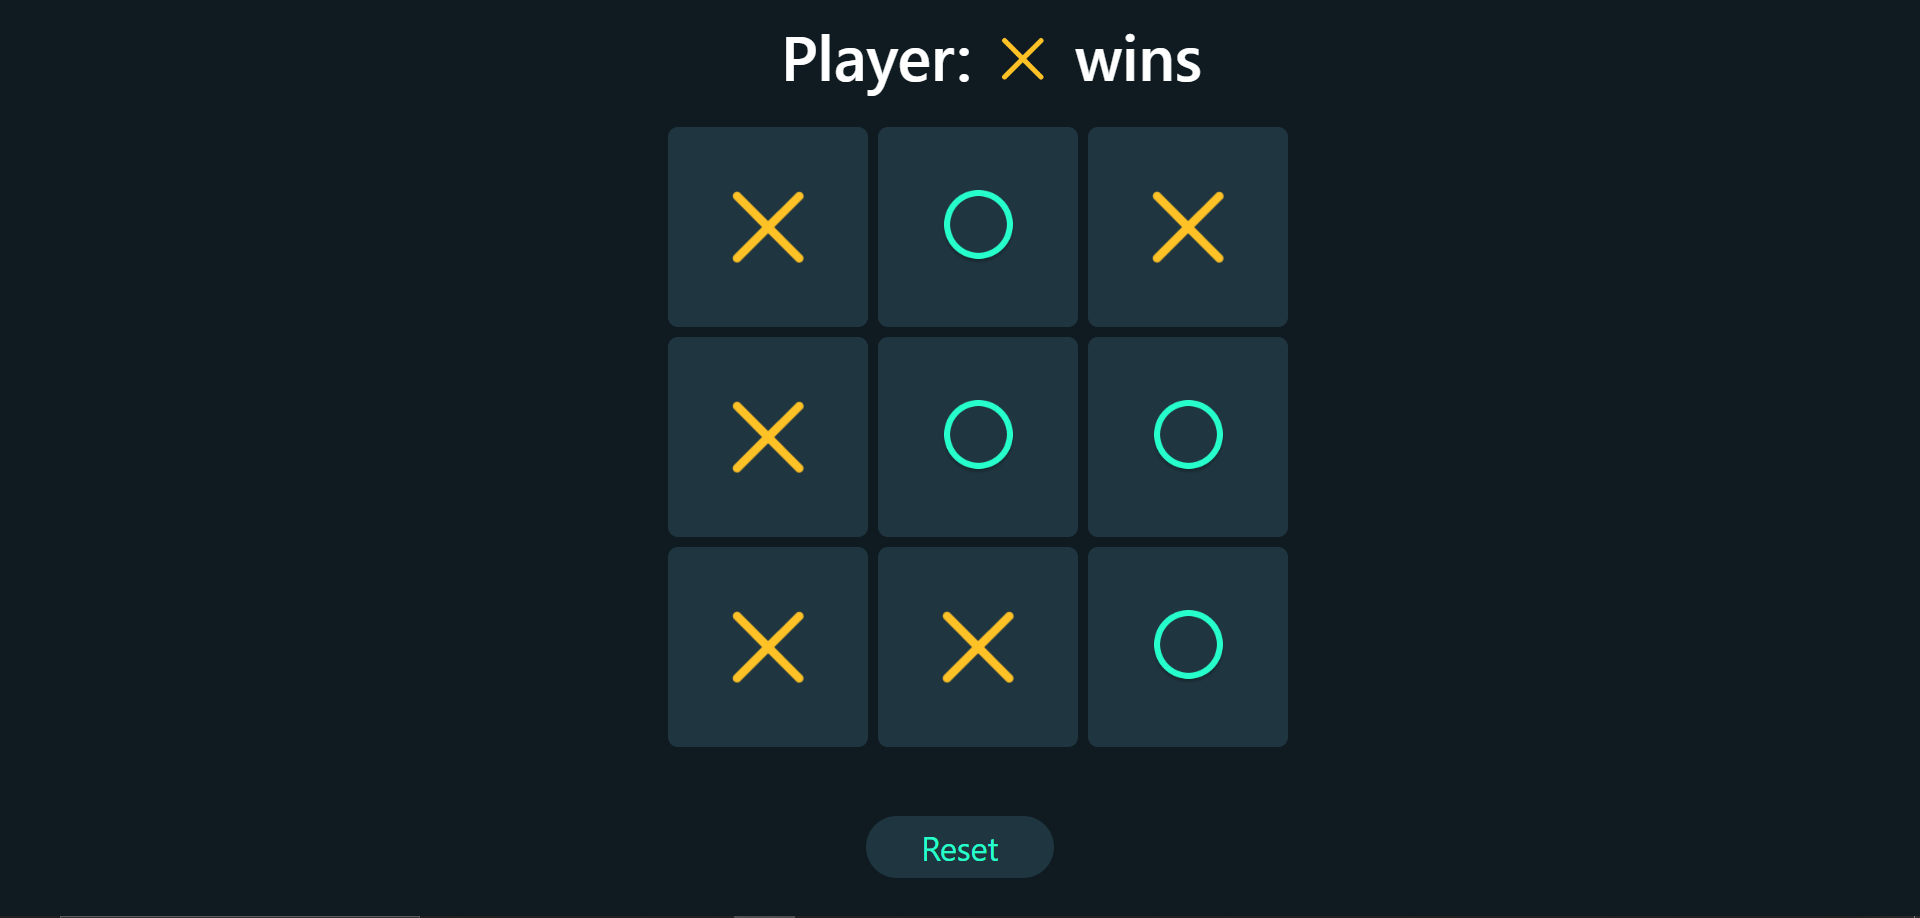 Player: X wins
X O X
X O O
X X O
Reset